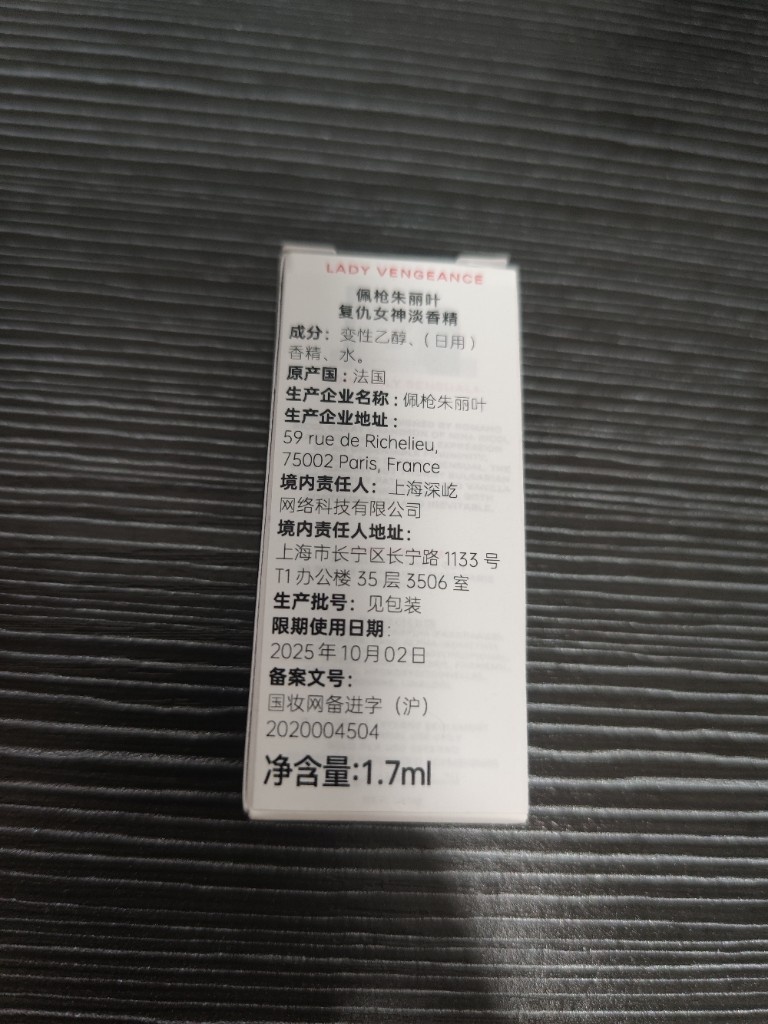 LADY VENGEANCE
佩枪朱丽叶
复仇女神淡香精
成分：变性乙醇、（日用）
香精、水。
原产国：法国
生产企业名称：佩枪朱丽叶
生产企业地址：
59 rue de Richelieu,
75002 Paris, France
境内责任人：上海深屹
网络科技有限公司
境内责任人地址：
上海市长宁区长宁路 1133 号
T1 办公楼 35 层 3506 室
生产批号：见包装
限期使用日期：
2025 年 10 月 02 日
备案文号：
国妆网备进字（沪）
2020004504
净含量:1.7ml